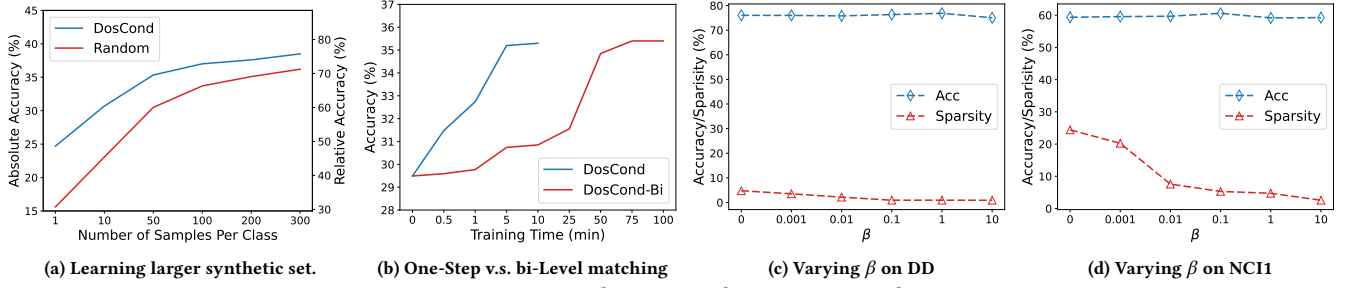 45
40
35
30
25
20
15
Absolute Accuracy (%)
DosCond
Random
80
70
60
50
40
30
Relative Accuracy (%)
1 10 50 100 200 300
Number of Samples Per Class
(a) Learning larger synthetic set.
37
36
35
34
33
32
31
30
29
28
Accuracy (%)
DosCond
DosCond-Bi
0 0.5 1 5 10 25 50 75 100
Training Time (min)
(b) One-Step v.s. bi-Level matching
80
70
60
50
40
30
20
10
0
Accuracy/Sparisity (%)
Acc
Sparsity
0 0.001 0.01 0.1 1 10
β
(c) Varying β on DD
60
50
40
30
20
10
0
Accuracy/Sparisity (%)
Acc
Sparsity
0 0.001 0.01 0.1 1 10
β
(d) Varying β on NCI1